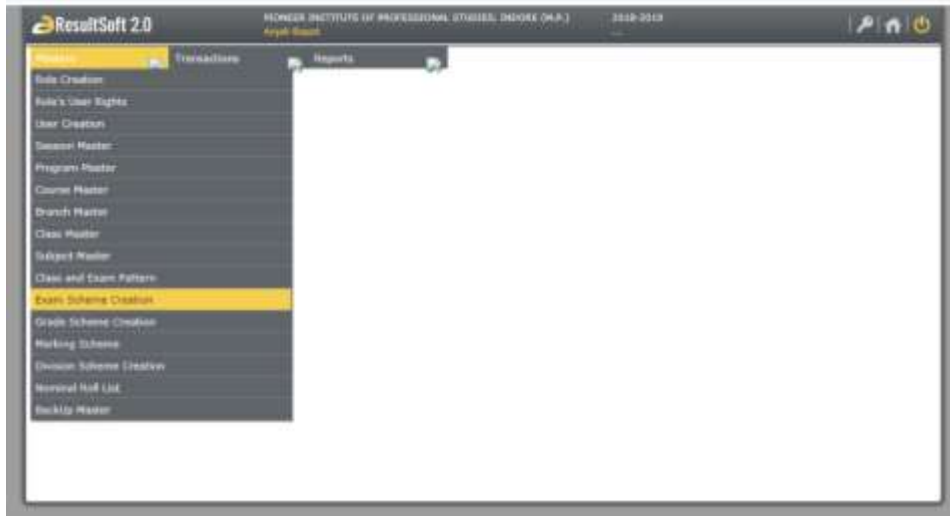 ResultSoft 2.0
PIONEER INSTITUTE OF PROFESSIONAL STUDIES, INDORE (M.P.)
2018-2019
Masters
Transactions
Reports
Role Creation
Role's User Rights
User Creation
Session Master
Program Master
Course Master
Branch Master
Class Master
Subject Master
Class and Exam Pattern
Exam Scheme Creation
Grade Scheme Creation
Marking Scheme
Division Scheme Creation
Nominal Roll List
BackUp Master